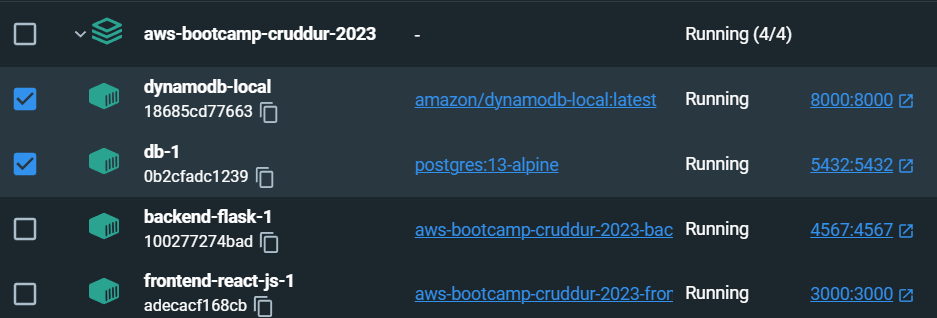 aws-bootcamp-cruddur-2023 - Running (4/4)
dynamodb-local
18685cd77663 amazon/dynamodb-local:latest Running 8000:8000
db-1
0b2cfadc1239 postgres:13-alpine Running 5432:5432
backend-flask-1
100277274bad aws-bootcamp-cruddur-2023-bac Running 4567:4567
frontend-react-js-1
adecacf168cb aws-bootcamp-cruddur-2023-fron Running 3000:3000